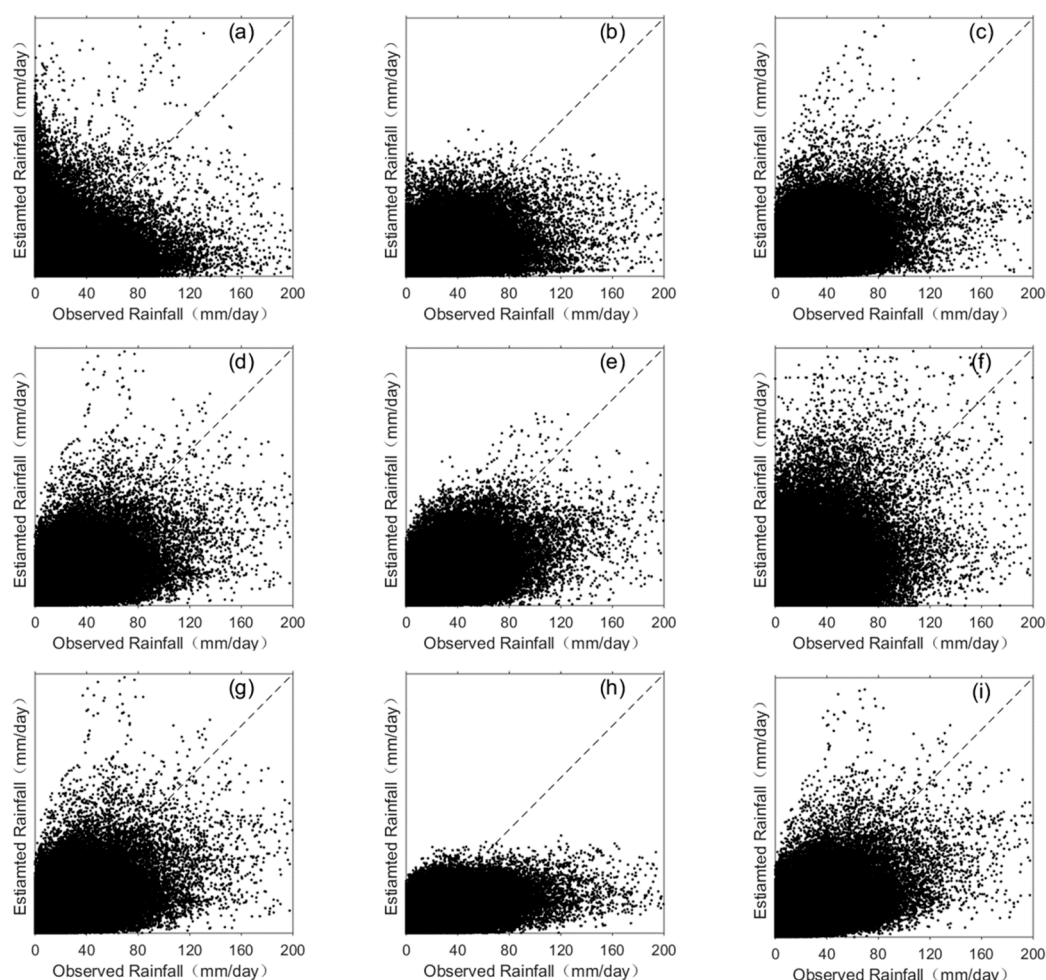 (a)
Estiamted Rainfall（mm/day）
0 40 80 120 160 200
Observed Rainfall（mm/day）
(b)
Estiamted Rainfall（mm/day）
0 40 80 120 160 200
Observed Rainfall（mm/day）
(c)
Estiamted Rainfall（mm/day）
0 40 80 120 160 200
Observed Rainfall（mm/day）
(d)
Estiamted Rainfall（mm/day）
0 40 80 120 160 200
Observed Rainfall（mm/day）
(e)
Estiamted Rainfall（mm/day）
0 40 80 120 160 200
Observed Rainfall（mm/day）
(f)
Estiamted Rainfall（mm/day）
0 40 80 120 160 200
Observed Rainfall（mm/day）
(g)
Estiamted Rainfall（mm/day）
0 40 80 120 160 200
Observed Rainfall（mm/day）
(h)
Estiamted Rainfall（mm/day）
0 40 80 120 160 200
Observed Rainfall（mm/day）
(i)
Estiamted Rainfall（mm/day）
0 40 80 120 160 200
Observed Rainfall（mm/day）